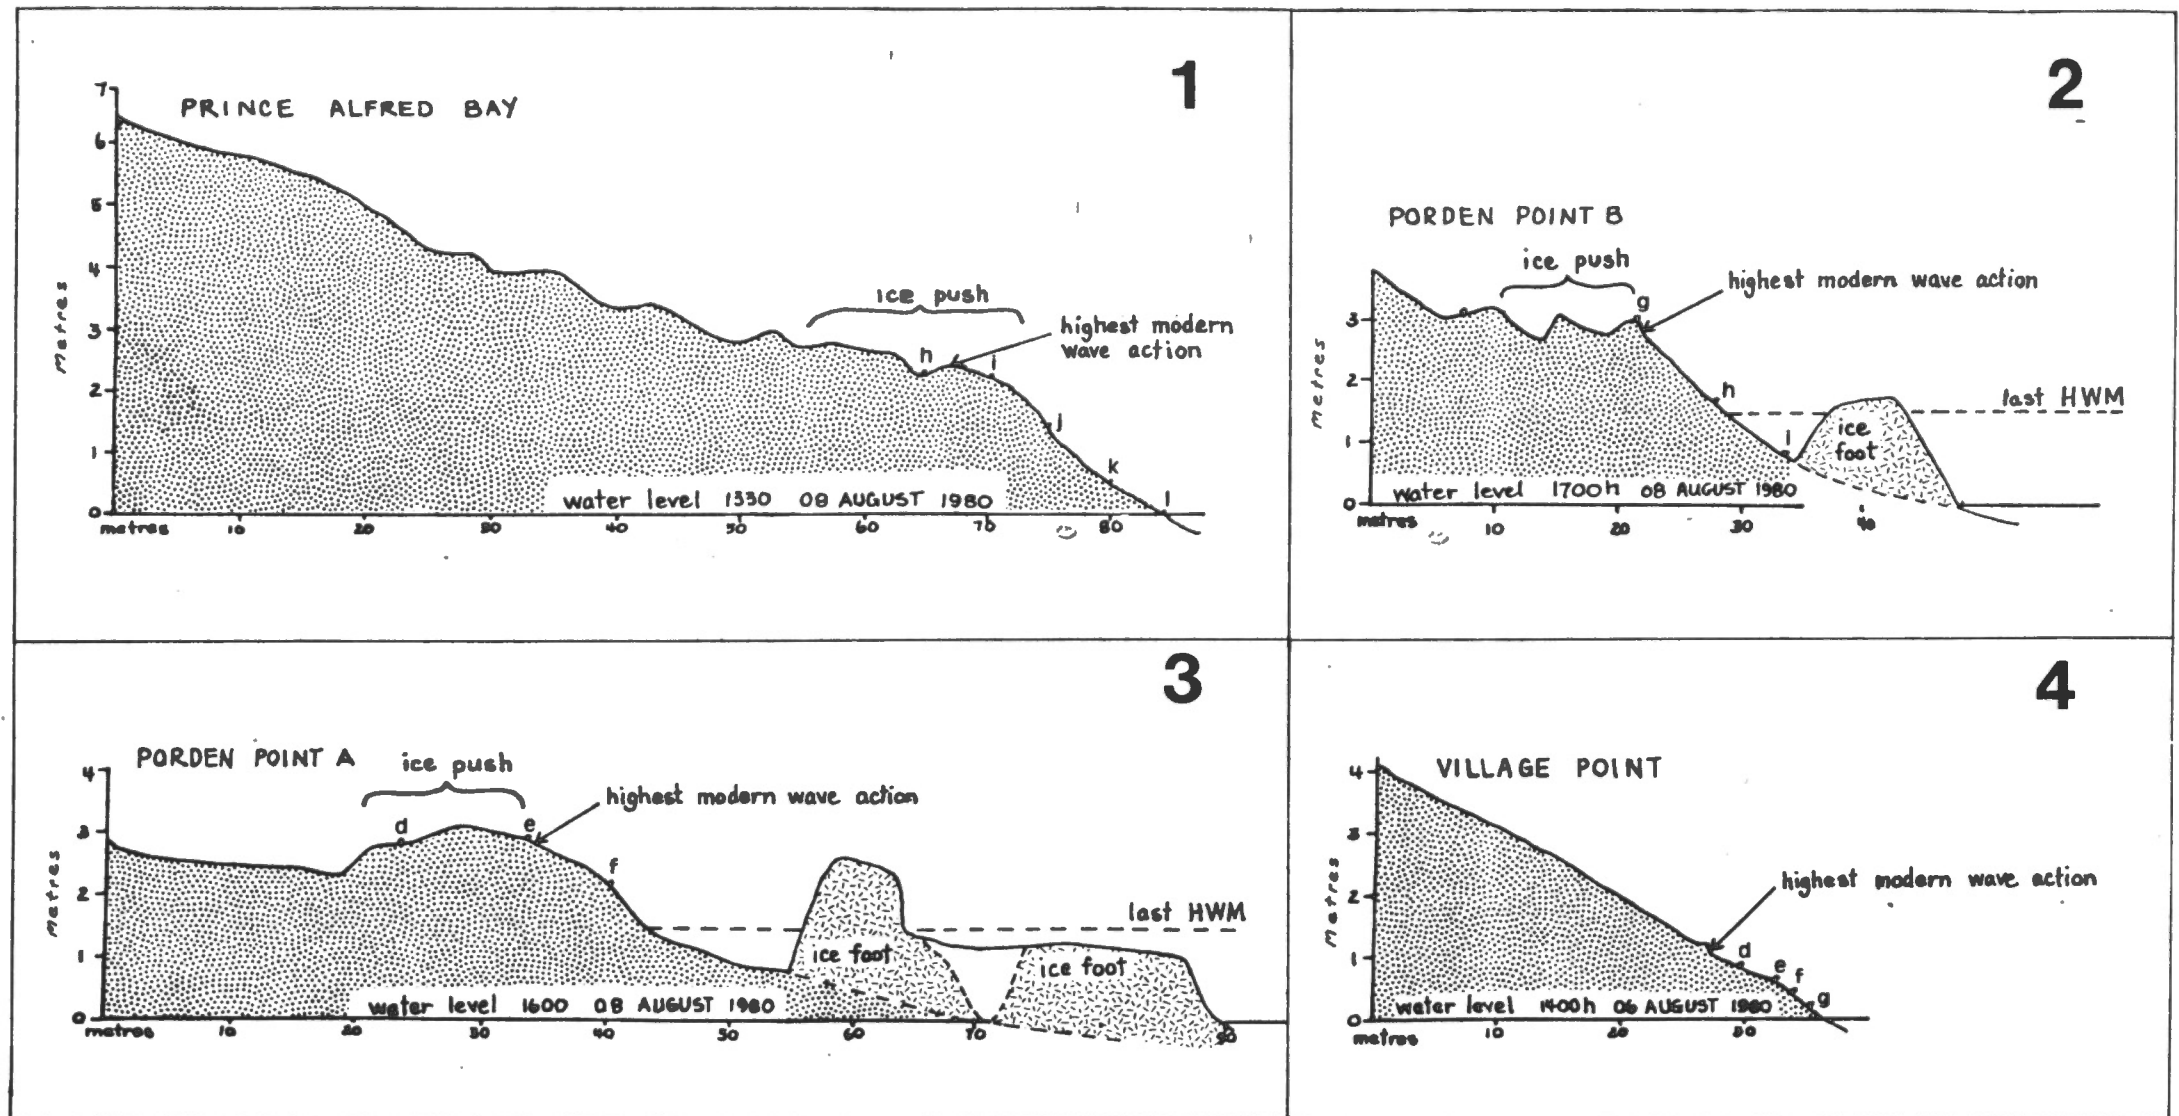 1
PRINCE ALFRED BAY
7
6
5
4
3
2
1
0
Metres
ice push
highest modern
wave action
h
i
j
k
l
water level 1330 08 AUGUST 1980
metres 10 20 30 40 50 60 70 80
2
PORDEN POINT B
ice push
highest modern wave action
g
h
i
3
2
1
0
metres
last HWM
ice
foot
water level 1700h 08 AUGUST 1980
metres 10 20 30 40
3
PORDEN POINT A
ice push
highest modern wave action
4
3
2
1
0
Metres
d
e
f
last HWM
ice foot
ice foot
water level 1600 08 AUGUST 1980
metres 10 20 30 40 50 60 70 80
4
VILLAGE POINT
4
3
2
1
0
Metres
highest modern wave action
d
e
f
g
water level 1400h 06 AUGUST 1980
metres 10 20 30